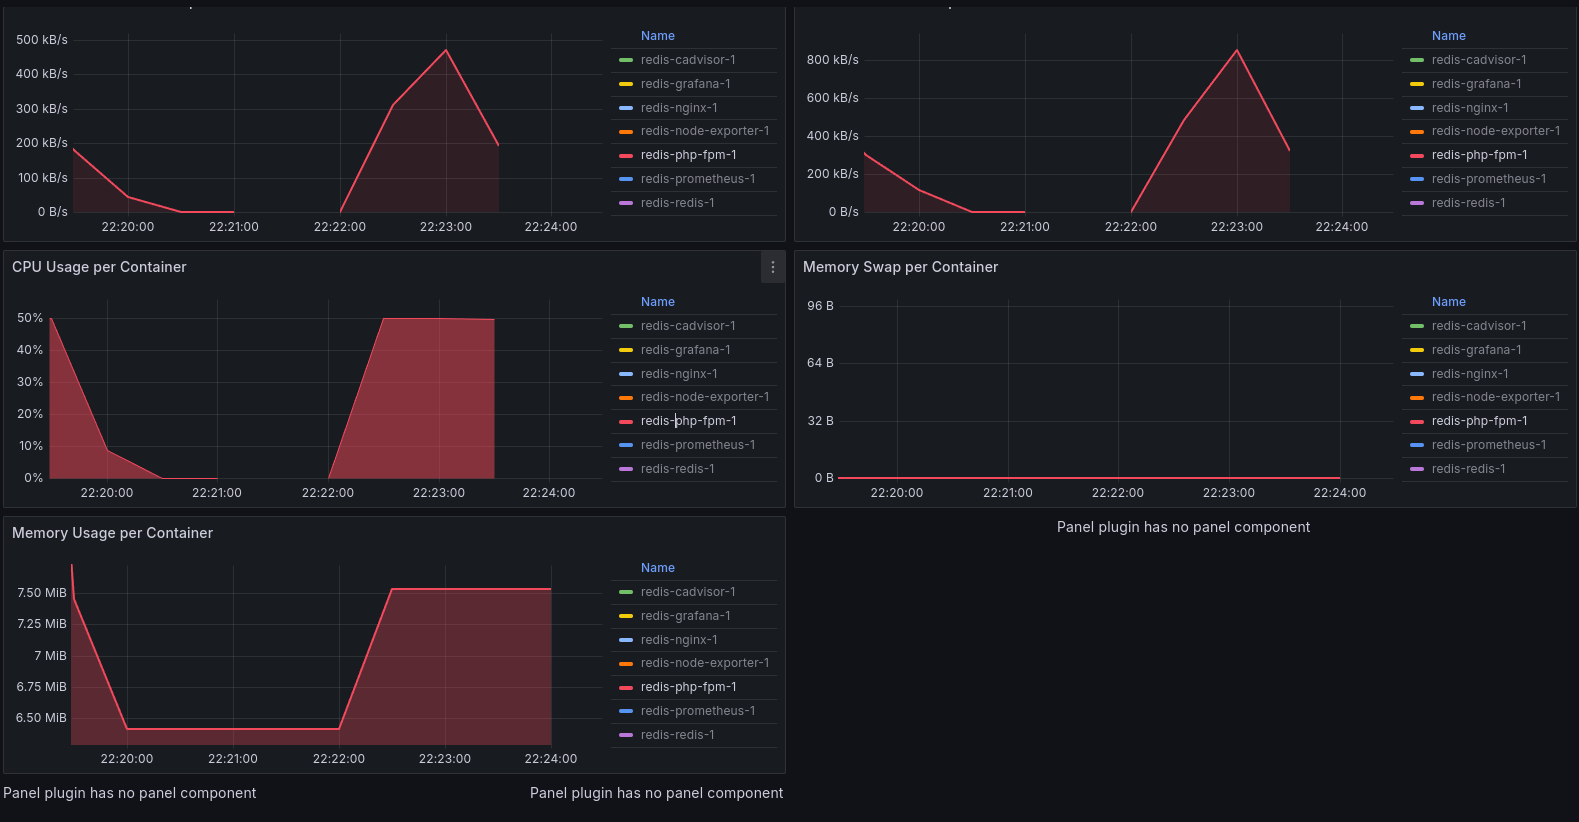 500 kB/s
400 kB/s
300 kB/s
200 kB/s
100 kB/s
0 B/s
22:20:00 22:21:00 22:22:00 22:23:00 22:24:00
Name
redis-cadvisor-1
redis-grafana-1
redis-nginx-1
redis-node-exporter-1
redis-php-fpm-1
redis-prometheus-1
redis-redis-1
800 kB/s
600 kB/s
400 kB/s
200 kB/s
0 B/s
22:20:00 22:21:00 22:22:00 22:23:00 22:24:00
Name
redis-cadvisor-1
redis-grafana-1
redis-nginx-1
redis-node-exporter-1
redis-php-fpm-1
redis-prometheus-1
redis-redis-1
CPU Usage per Container
50%
40%
30%
20%
10%
0%
22:20:00 22:21:00 22:22:00 22:23:00 22:24:00
Name
redis-cadvisor-1
redis-grafana-1
redis-nginx-1
redis-node-exporter-1
redis-php-fpm-1
redis-prometheus-1
redis-redis-1
Memory Swap per Container
96 B
64 B
32 B
0 B
22:20:00 22:21:00 22:22:00 22:23:00 22:24:00
Name
redis-cadvisor-1
redis-grafana-1
redis-nginx-1
redis-node-exporter-1
redis-php-fpm-1
redis-prometheus-1
redis-redis-1
Memory Usage per Container
7.50 MiB
7.25 MiB
7 MiB
6.75 MiB
6.50 MiB
22:20:00 22:21:00 22:22:00 22:23:00 22:24:00
Name
redis-cadvisor-1
redis-grafana-1
redis-nginx-1
redis-node-exporter-1
redis-php-fpm-1
redis-prometheus-1
redis-redis-1
Panel plugin has no panel component
Panel plugin has no panel component
Panel plugin has no panel component